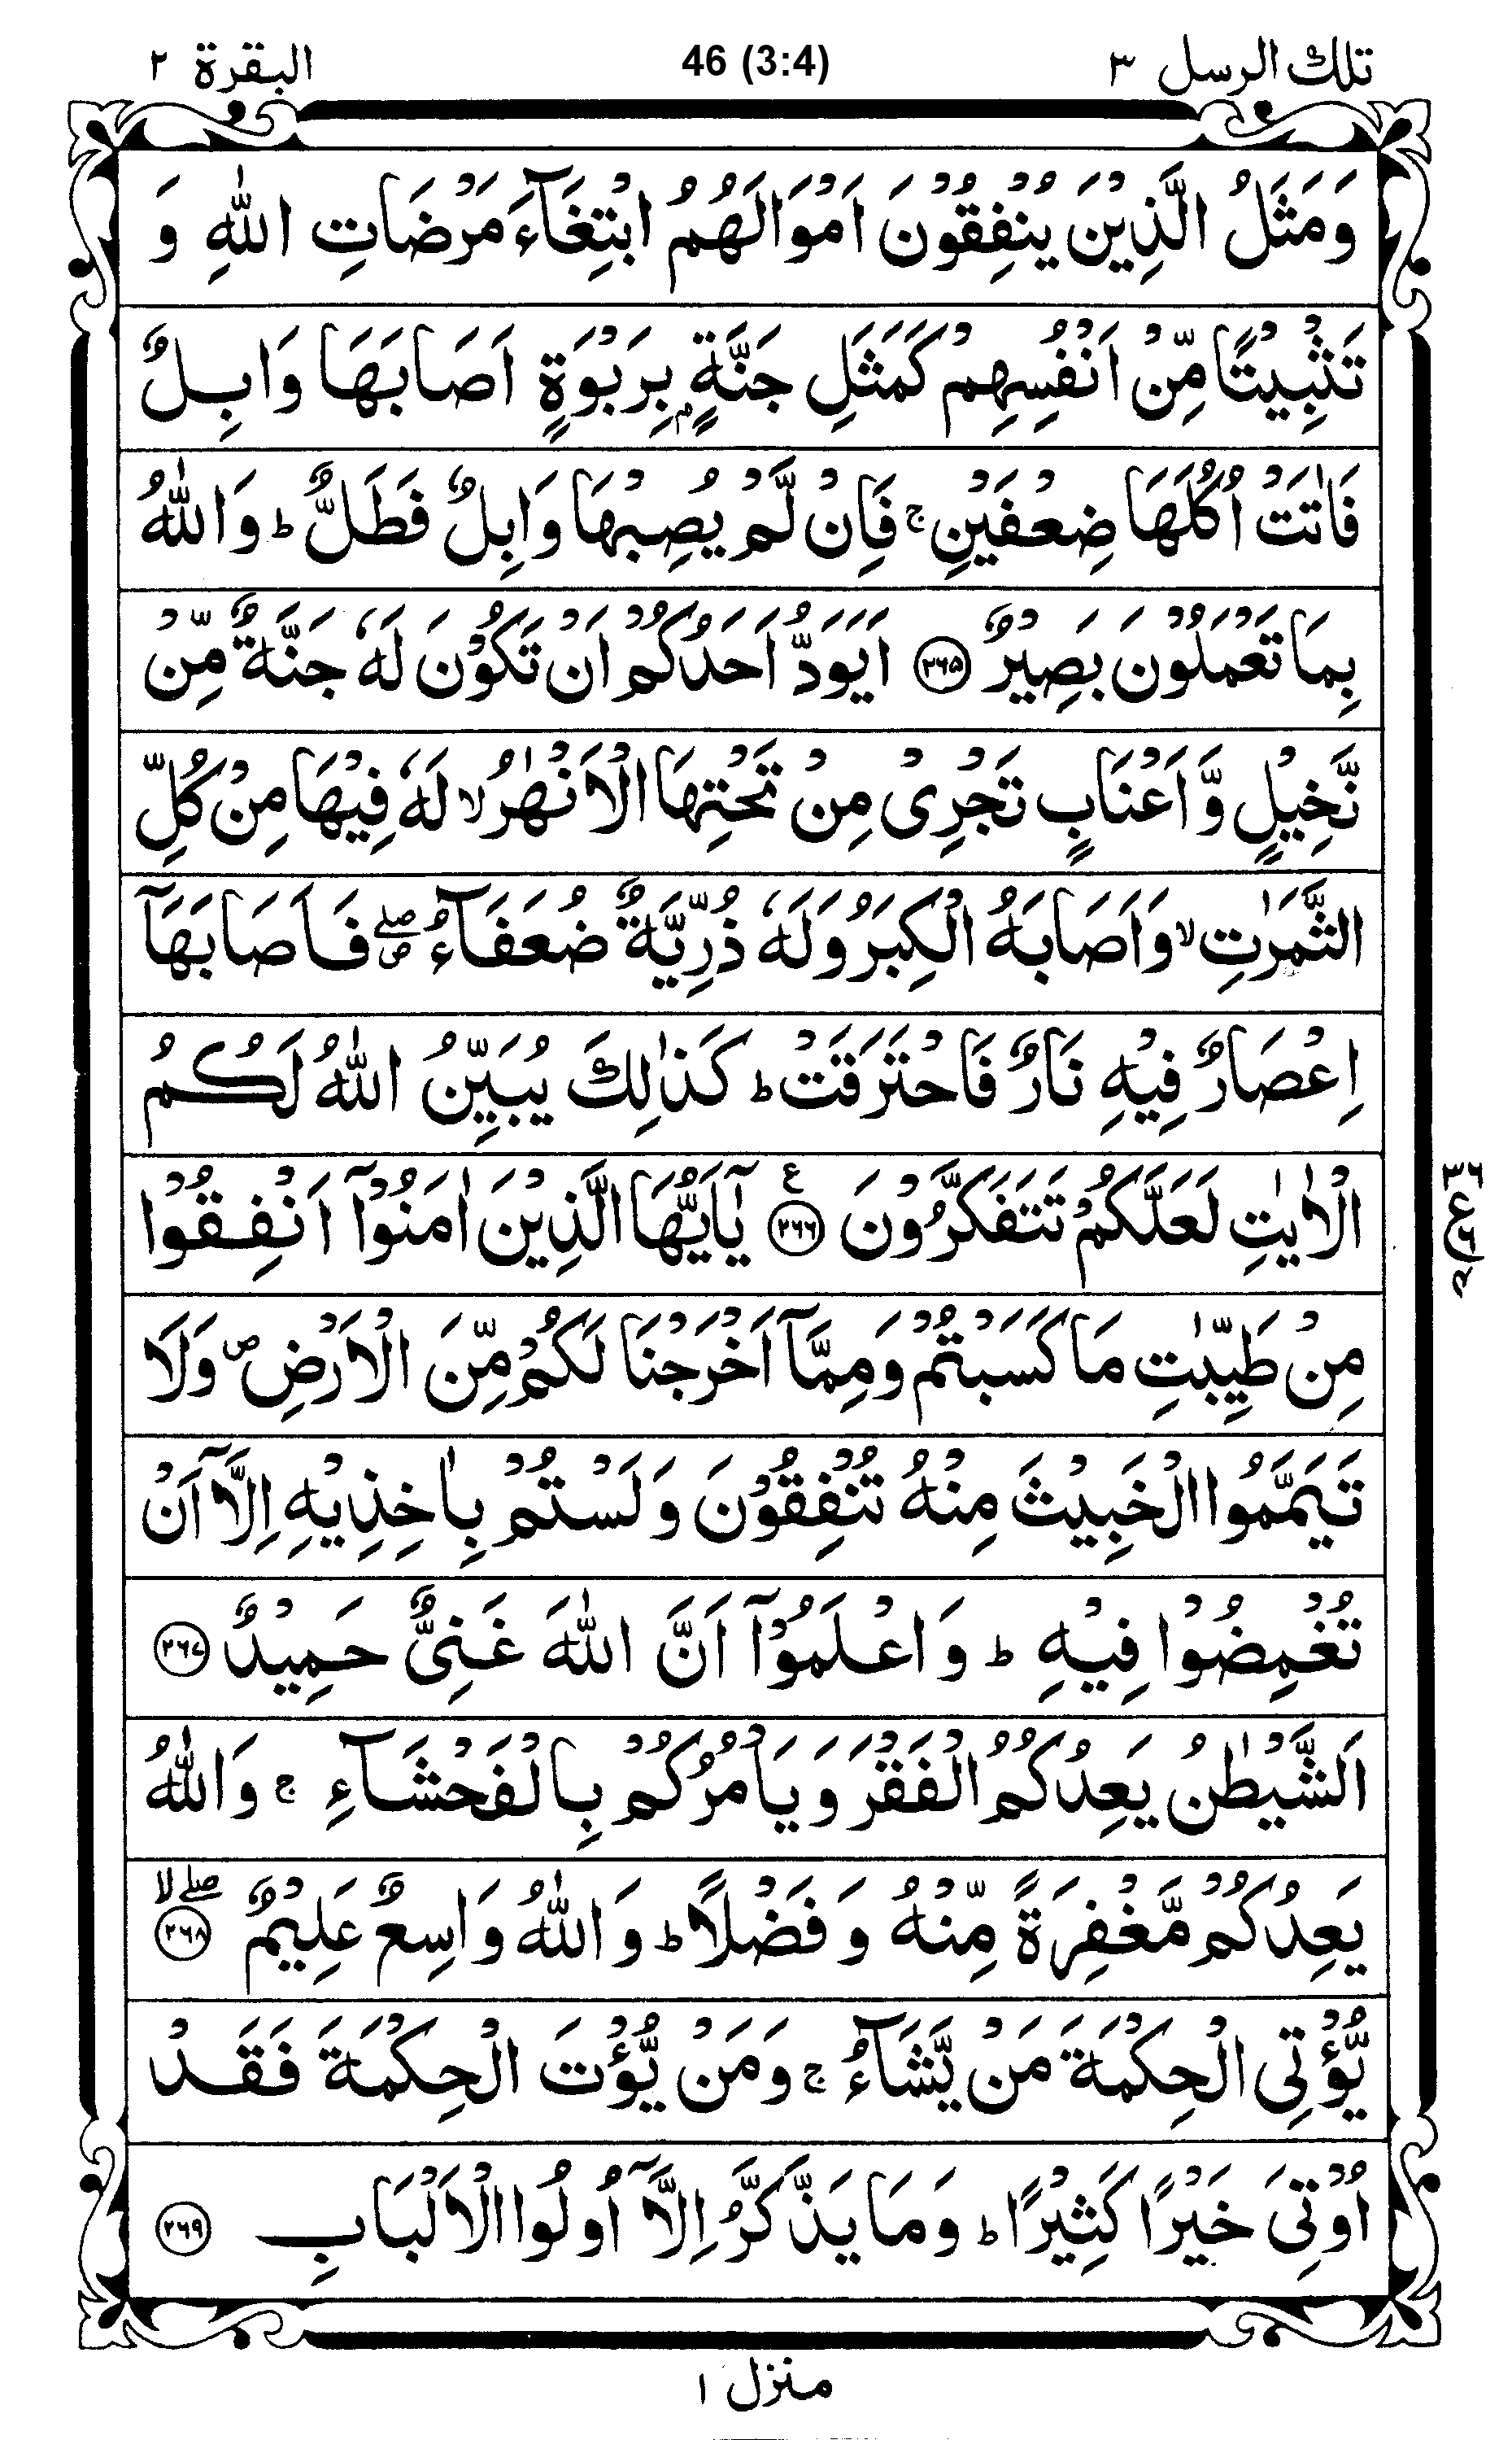 تلك الرسل ٣ 46 (3:4) البقرة ٢
وَمَثَلُ الَّذِيْنَ يُنْفِقُوْنَ اَمْوَالَهُمُ ابْتِغَآءَ مَرْضَاتِ اللّٰهِ وَ
تَثْبِيْتًا مِّنْ اَنْفُسِهِمْ كَمَثَلِ جَنَّةٍۭ بِرَبْوَةٍ اَصَابَهَا وَابِلٌ
فَاٰتَتْ اُكُلَهَا ضِعْفَيْنِ ۚ فَاِنْ لَّمْ يُصِبْهَا وَابِلٌ فَطَلٌّ ؕ وَاللّٰهُ
بِمَا تَعْمَلُوْنَ بَصِيْرٌ ۲۶۵ اَيَوَدُّ اَحَدُكُمْ اَنْ تَكُوْنَ لَهٗ جَنَّةٌ مِّنْ
نَّخِيْلٍ وَّاَعْنَابٍ تَجْرِىْ مِنْ تَحْتِهَا الْاَنْهٰرُ ۙ لَهٗ فِيْهَا مِنْ كُلِّ
الثَّمَرٰتِ ۙ وَاَصَابَهُ الْكِبَرُ وَلَهٗ ذُرِّيَّةٌ ضُعَفَآءُ ۖ فَاَصَابَهَآ
اِعْصَارٌ فِيْهِ نَارٌ فَاحْتَرَقَتْ ؕ كَذٰلِكَ يُبَيِّنُ اللّٰهُ لَكُمُ
الْاٰيٰتِ لَعَلَّكُمْ تَتَفَكَّرُوْنَ ۲۶۶ ع يٰٓاَيُّهَا الَّذِيْنَ اٰمَنُوْٓا اَنْفِقُوْا
مِنْ طَيِّبٰتِ مَا كَسَبْتُمْ وَمِمَّآ اَخْرَجْنَا لَكُمْ مِّنَ الْاَرْضِ ۪ وَلَا
تَيَمَّمُوا الْخَبِيْثَ مِنْهُ تُنْفِقُوْنَ وَلَسْتُمْ بِاٰخِذِيْهِ اِلَّآ اَنْ
تُغْمِضُوْا فِيْهِ ؕ وَاعْلَمُوْٓا اَنَّ اللّٰهَ غَنِىٌّ حَمِيْدٌ ۲۶۷
اَلشَّيْطٰنُ يَعِدُكُمُ الْفَقْرَ وَيَاْمُرُكُمْ بِالْفَحْشَآءِ ۚ وَاللّٰهُ
يَعِدُكُمْ مَّغْفِرَةً مِّنْهُ وَفَضْلًا ؕ وَاللّٰهُ وَاسِعٌ عَلِيْمٌ ۲۶۸ ۖ ۙ
يُّؤْتِى الْحِكْمَةَ مَنْ يَّشَآءُ ۚ وَمَنْ يُّؤْتَ الْحِكْمَةَ فَقَدْ
اُوْتِىَ خَيْرًا كَثِيْرًا ؕ وَمَا يَذَّكَّرُ اِلَّآ اُولُوا الْاَلْبَابِ ۲۶۹
منزل ١